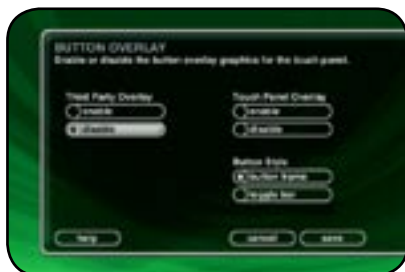 BUTTON OVERLAY
Enable or disable the button overlay graphics for the touch panel.
Third Party Overlay
enable
disable
Touch Panel Overlay
enable
disable
Button Style
button frame
toggle bar
help
cancel
save